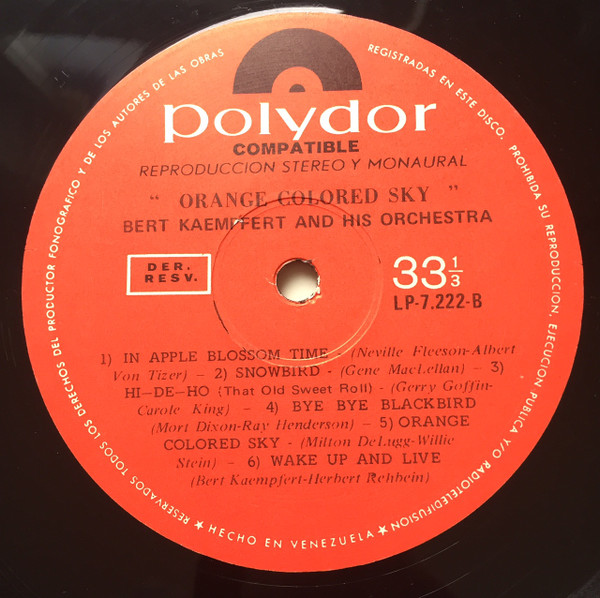 RESERVADOS TODOS LOS DERECHOS DEL PRODUCTOR FONOGRAFICO Y DE LOS AUTORES DE LAS OBRAS
REGISTRADAS EN ESTE DISCO. PROHIBIDA SU REPRODUCCION, EJECUCION PUBLICA Y/O RADIOTELEDIFUSION
polydor
COMPATIBLE
REPRODUCCION STEREO Y MONAURAL
" ORANGE COLORED SKY "
BERT KAEMPFERT AND HIS ORCHESTRA
DER.
RESV.
33 1/3
LP-7.222-B
1) IN APPLE BLOSSOM TIME - (Neville Fleeson-Albert
Von Tizer) - 2) SNOWBIRD - (Gene MacLellan) - 3)
HI-DE-HO (That Old Sweet Roll) - (Gerry Goffin-
Carole King) - 4) BYE BYE BLACKBIRD
(Mort Dixon-Ray Henderson) - 5) ORANGE
COLORED SKY - (Milton DeLugg-Willie
Stein) - 6) WAKE UP AND LIVE
(Bert Kaempfert-Herbert Rehbein)
★ HECHO EN VENEZUELA ★